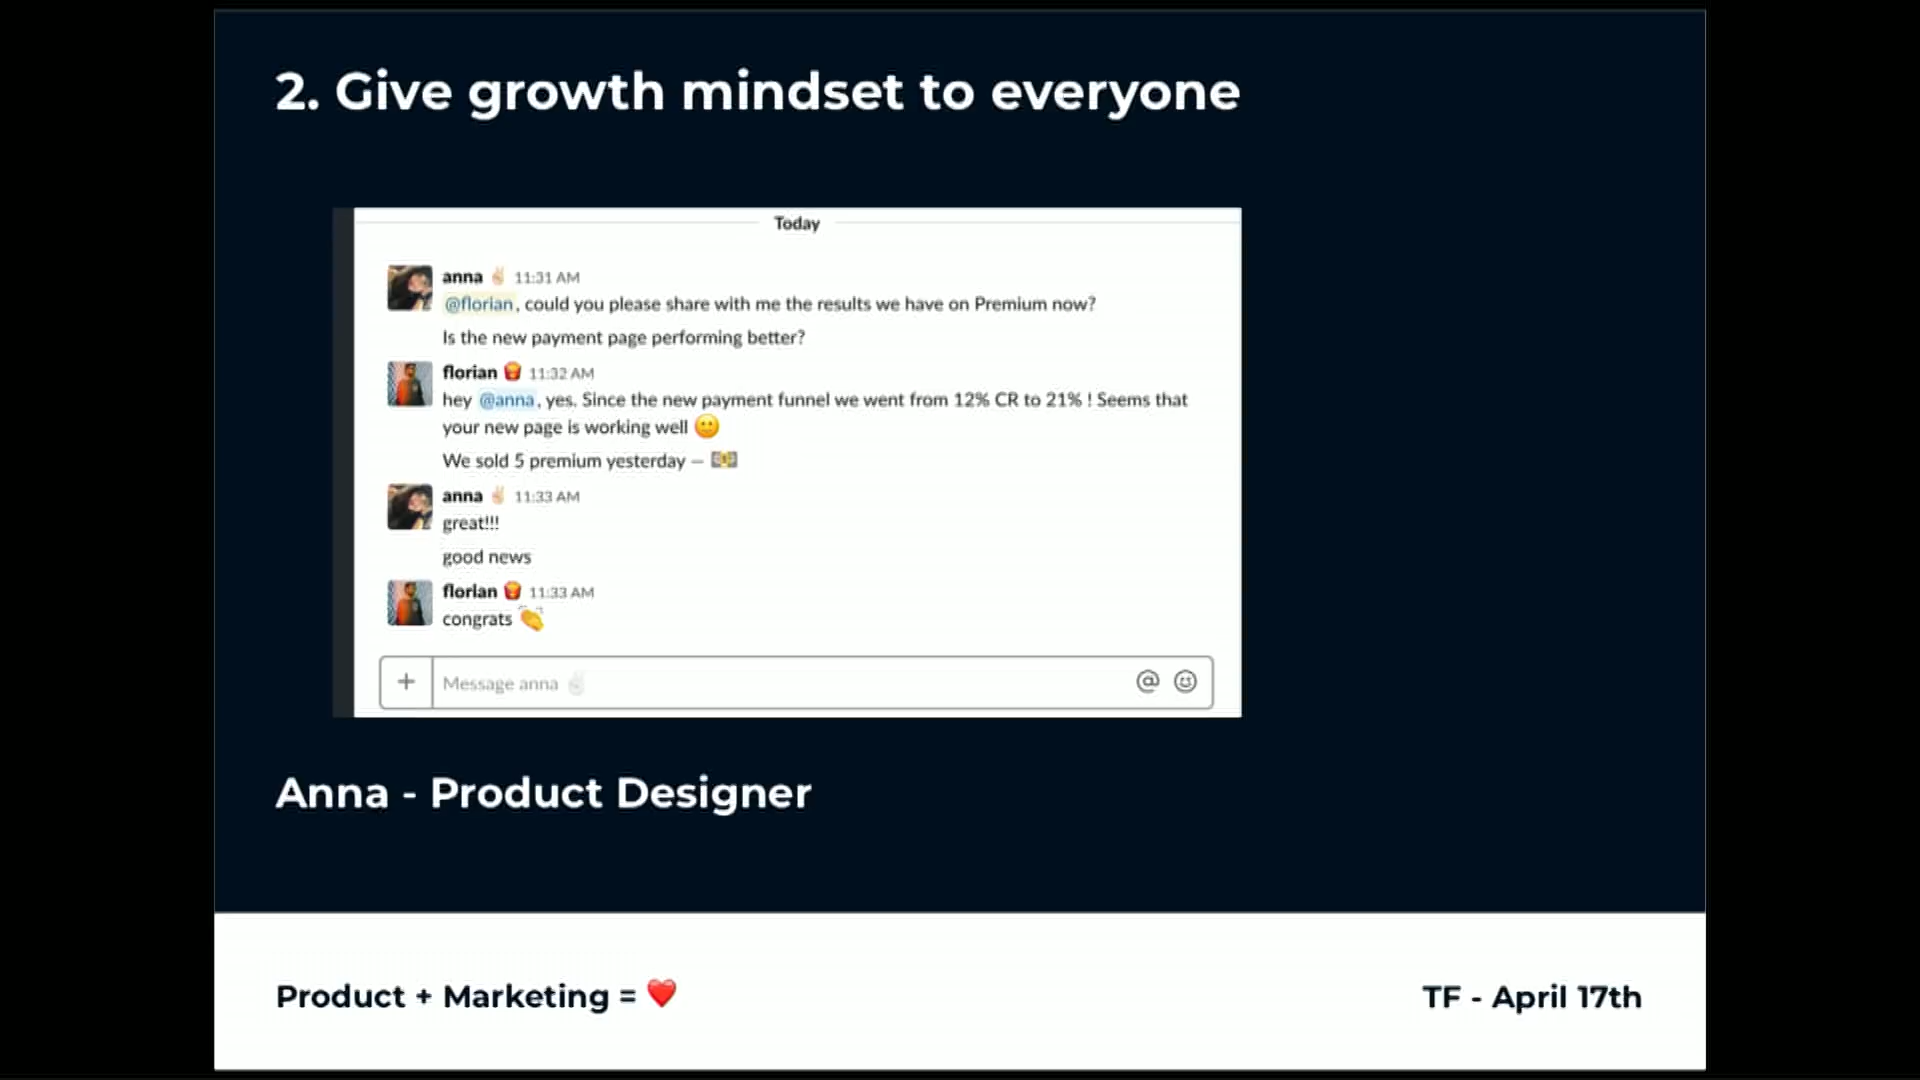 2. Give growth mindset to everyone
Today
anna ✌🏻 11:31 AM
@florian, could you please share with me the results we have on Premium now?
Is the new payment page performing better?
florian 🍟 11:32 AM
hey @anna, yes. Since the new payment funnel we went from 12% CR to 21% ! Seems that
your new page is working well 🙂
We sold 5 premium yesterday – 💵
anna ✌🏻 11:33 AM
great!!!
good news
florian 🍟 11:33 AM
congrats 👏
Message anna ✌🏻
Anna - Product Designer
Product + Marketing = ❤️
TF - April 17th